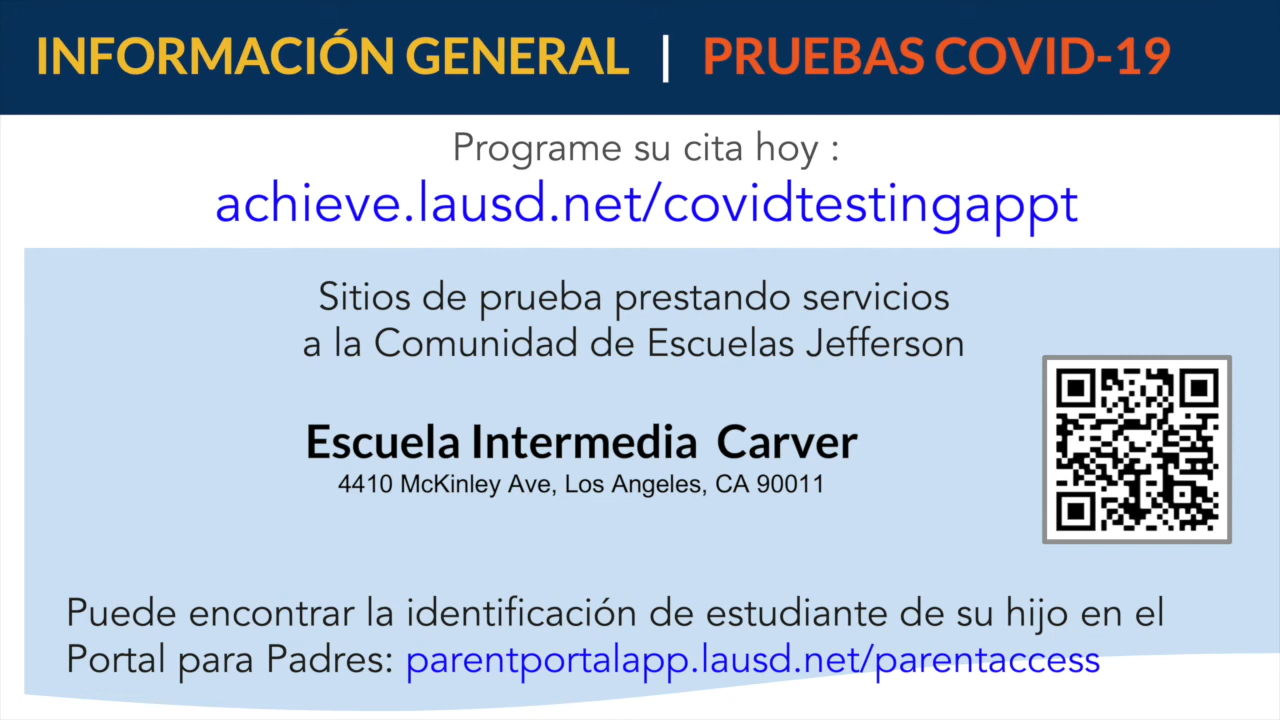 INFORMACIÓN GENERAL | PRUEBAS COVID-19
Programe su cita hoy :
achieve.lausd.net/covidtestingappt
Sitios de prueba prestando servicios
a la Comunidad de Escuelas Jefferson
Escuela Intermedia Carver
4410 McKinley Ave, Los Angeles, CA 90011
Puede encontrar la identificación de estudiante de su hijo en el
Portal para Padres: parentportalapp.lausd.net/parentaccess